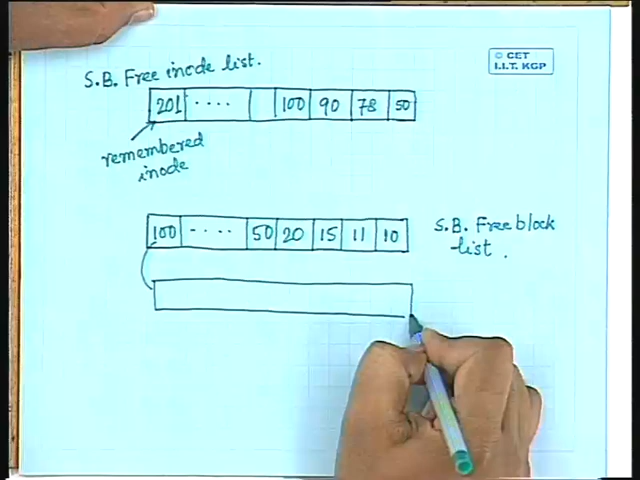 © CET
I.I.T. KGP
S.B. Free inode list.
201 .... 100 90 78 50
remembered
inode
100 .... 50 20 15 11 10
S.B. Free block
list.